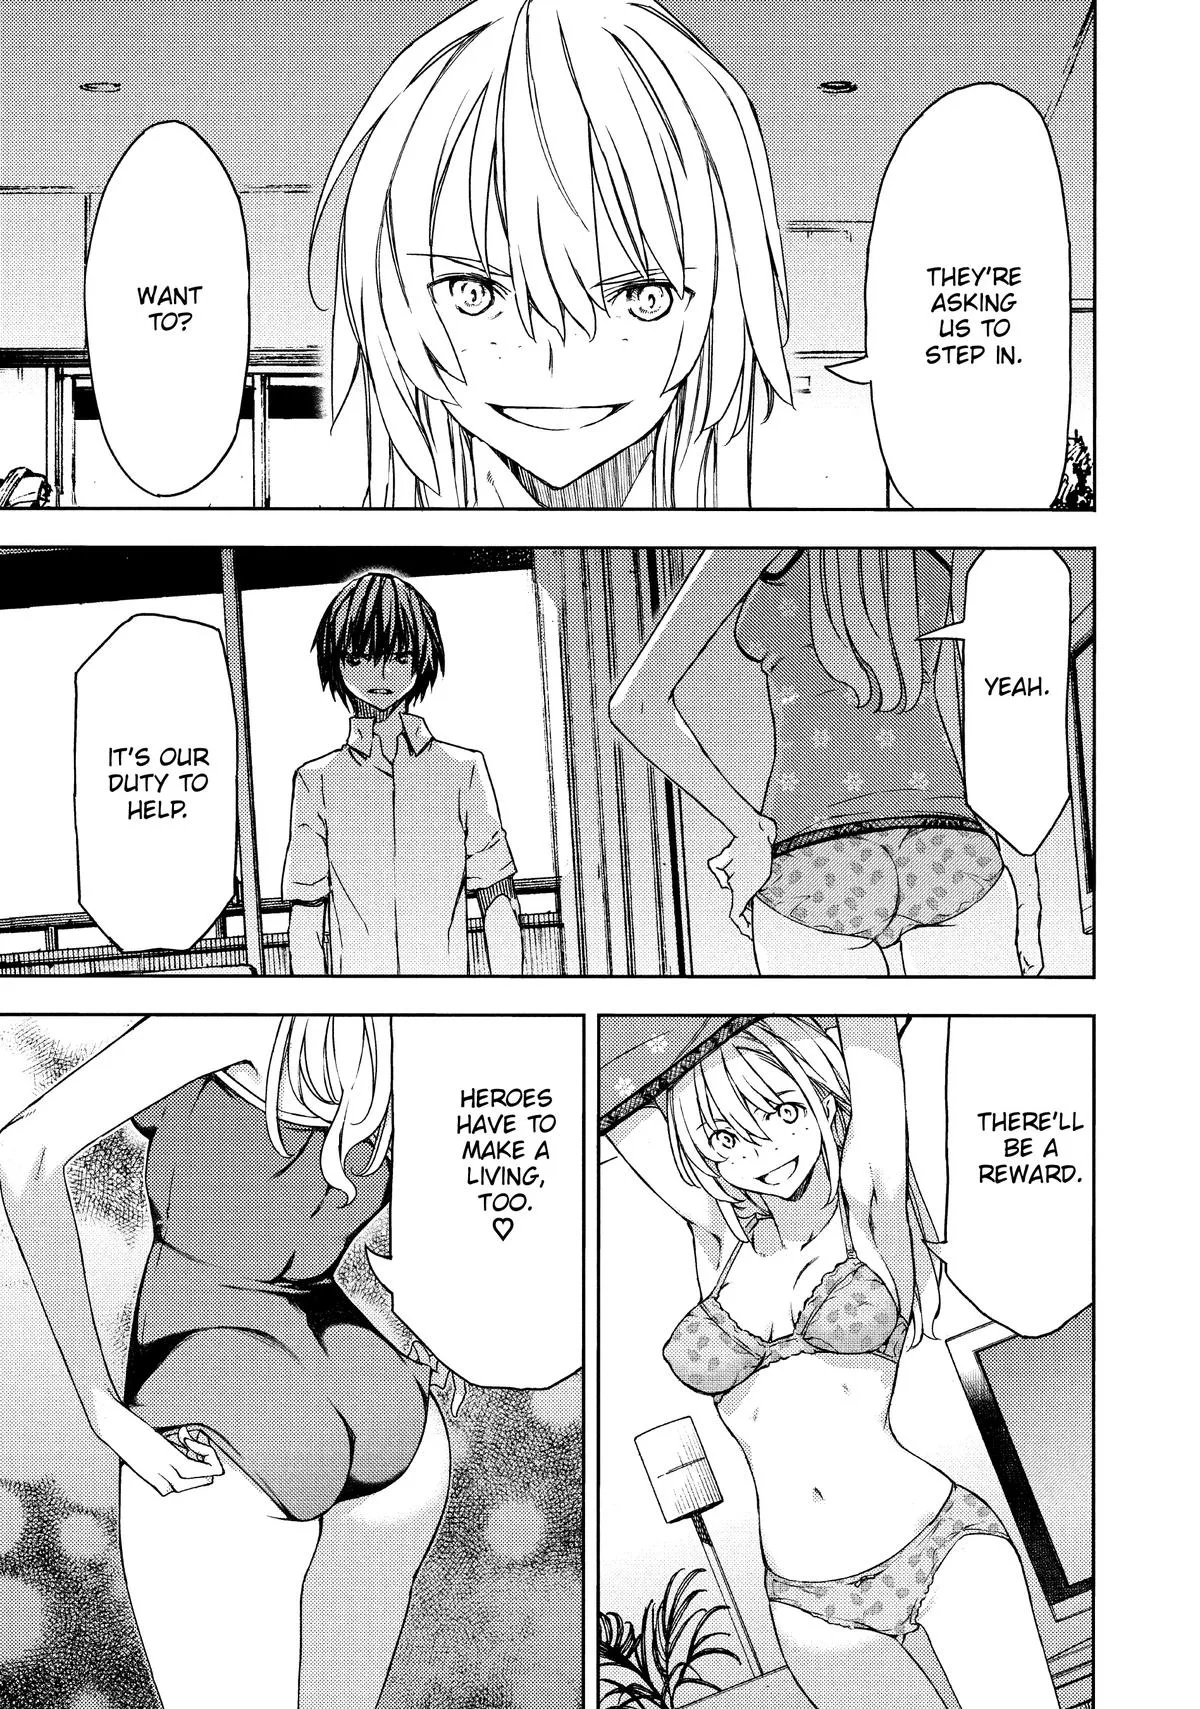 THEY'RE
ASKING
US TO
STEP IN.
WANT
TO?
YEAH.
IT'S OUR
DUTY TO
HELP.
THERE'LL
BE A
REWARD.
HEROES
HAVE TO
MAKE A
LIVING,
TOO.
♡